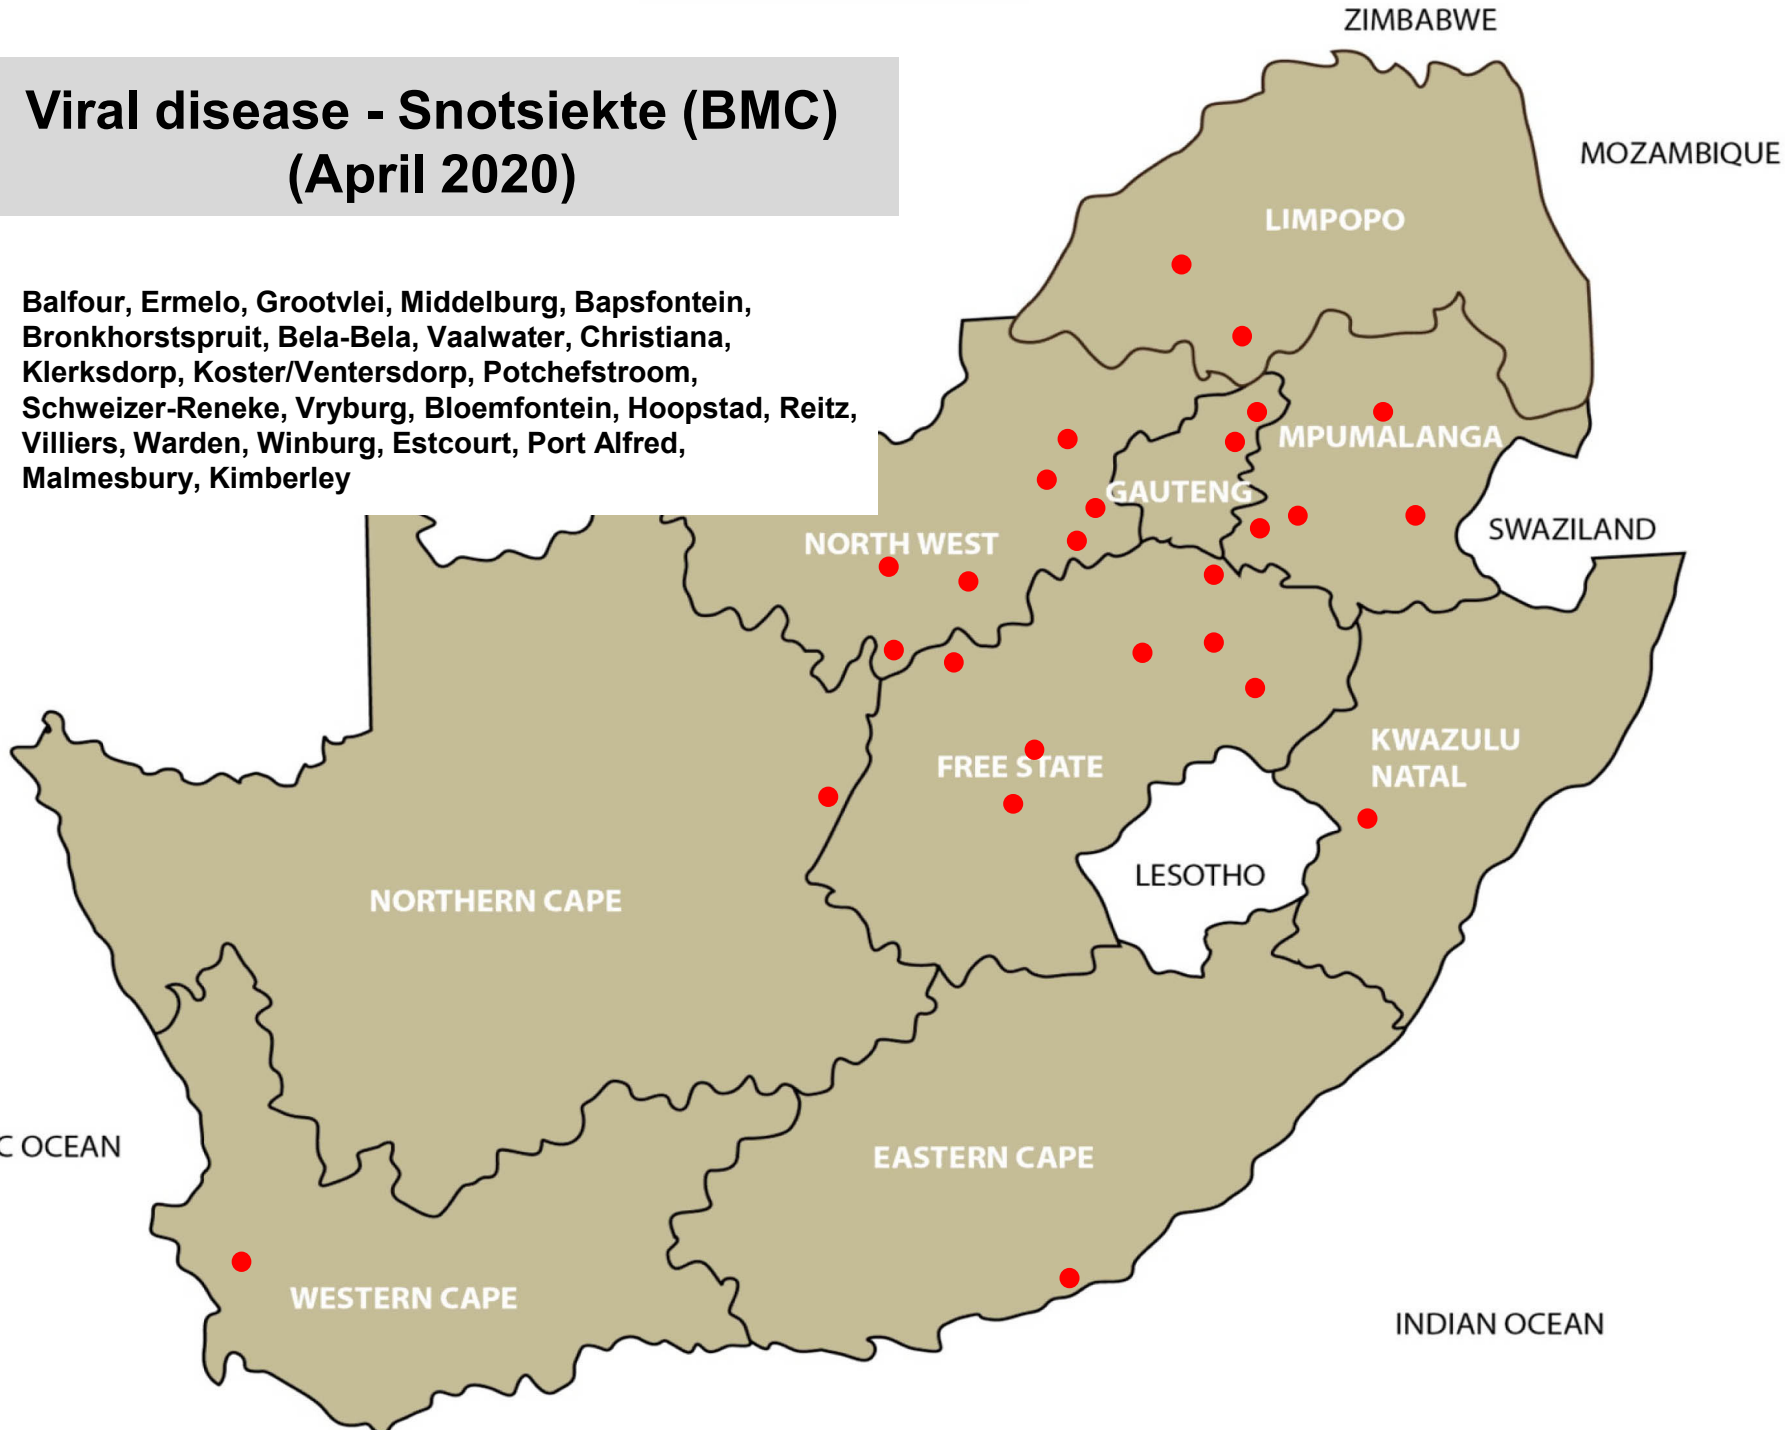 ZIMBABWE
Viral disease - Snotsiekte (BMC)
(April 2020)
MOZAMBIQUE
LIMPOPO
Balfour, Ermelo, Grootvlei, Middelburg, Bapsfontein,
Bronkhorstspruit, Bela-Bela, Vaalwater, Christiana,
Klerksdorp, Koster/Ventersdorp, Potchefstroom,
Schweizer-Reneke, Vryburg, Bloemfontein, Hoopstad, Reitz,
Villiers, Warden, Winburg, Estcourt, Port Alfred,
Malmesbury, Kimberley
MPUMALANGA
GAUTENG
NORTH WEST
SWAZILAND
KWAZULU
NATAL
FREE STATE
LESOTHO
NORTHERN CAPE
C OCEAN
EASTERN CAPE
WESTERN CAPE
INDIAN OCEAN